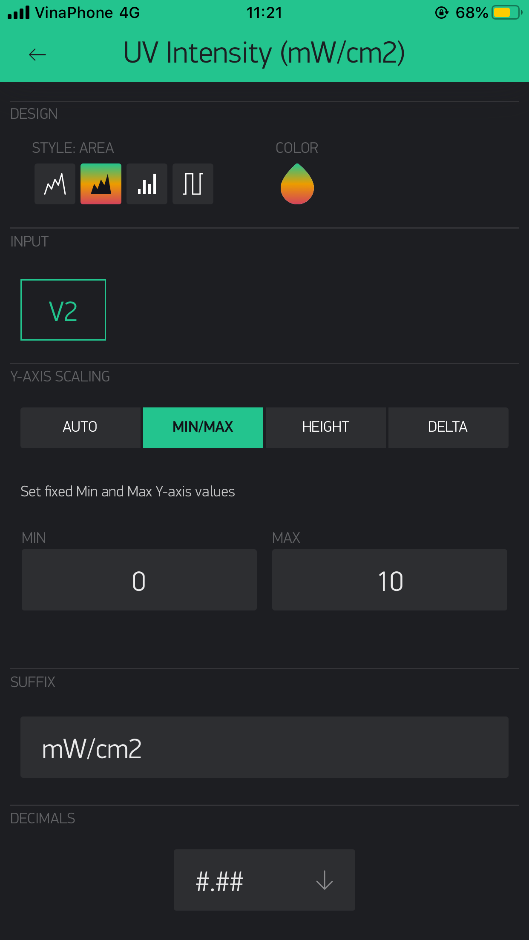 VinaPhone 4G 11:21 68%
UV Intensity (mW/cm2)
DESIGN
STYLE: AREA COLOR
INPUT
V2
Y-AXIS SCALING
AUTO MIN/MAX HEIGHT DELTA
Set fixed Min and Max Y-axis values
MIN MAX
0 10
SUFFIX
mW/cm2
DECIMALS
#.##